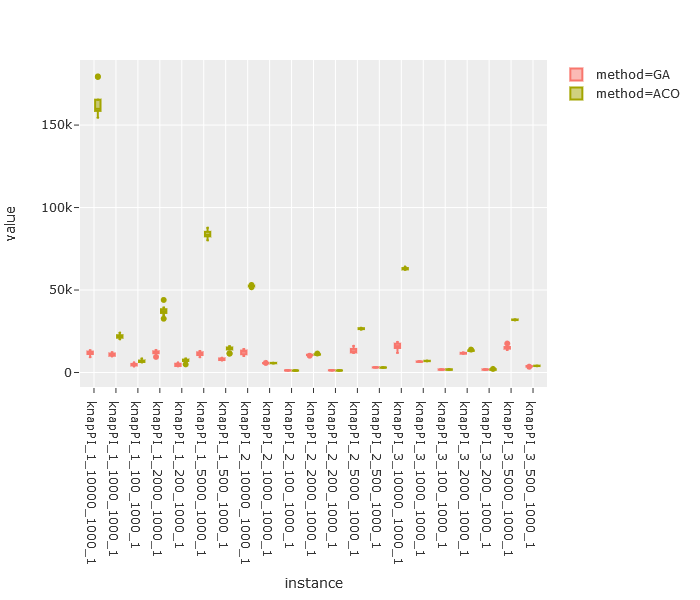 method=GA
method=ACO
150k
100k
50k
0
value
knapPI_1_10000_1000_1
knapPI_1_1000_1000_1
knapPI_1_100_1000_1
knapPI_1_2000_1000_1
knapPI_1_200_1000_1
knapPI_1_5000_1000_1
knapPI_1_500_1000_1
knapPI_2_10000_1000_1
knapPI_2_1000_1000_1
knapPI_2_100_1000_1
knapPI_2_2000_1000_1
knapPI_2_200_1000_1
knapPI_2_5000_1000_1
knapPI_2_500_1000_1
knapPI_3_10000_1000_1
knapPI_3_1000_1000_1
knapPI_3_100_1000_1
knapPI_3_2000_1000_1
knapPI_3_200_1000_1
knapPI_3_5000_1000_1
knapPI_3_500_1000_1
instance